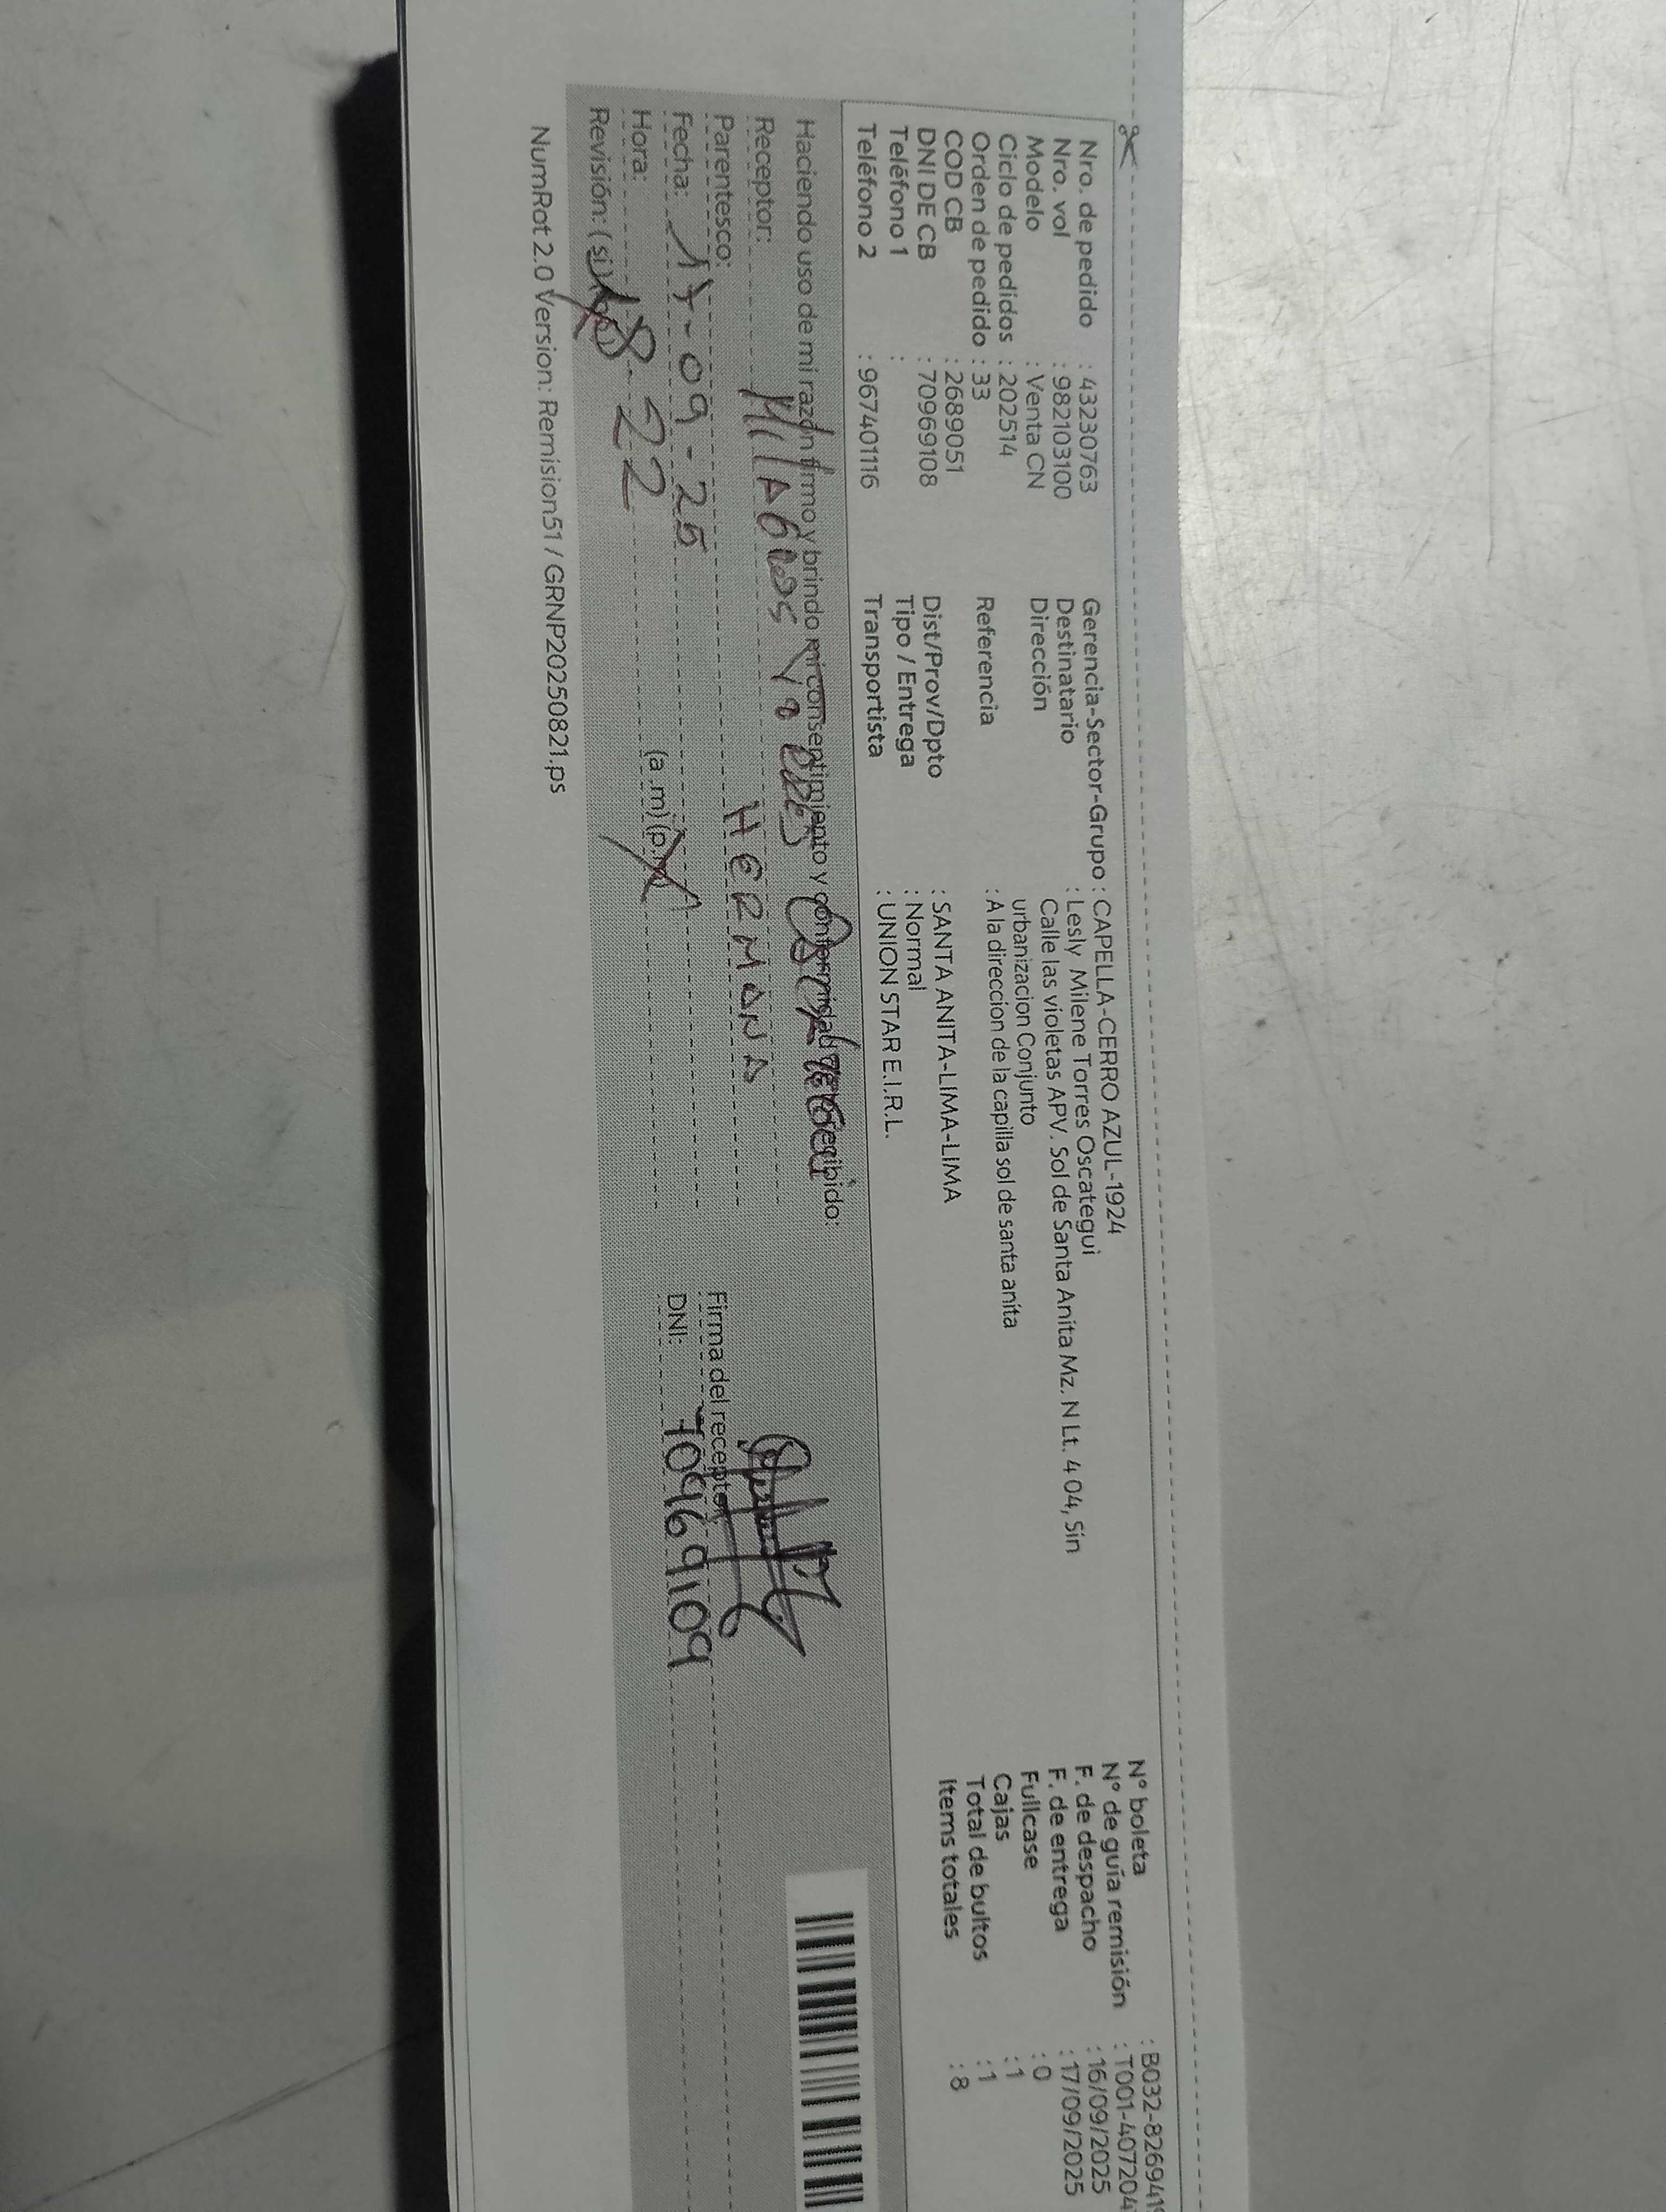 Nro. de pedido : 43230763
Nro. vol : 982103100
Modelo : Venta CN
Ciclo de pedidos : 202514
Orden de pedido : 33
COD CB : 2689051
DNI DE CB : 70969108
Teléfono 1 :
Teléfono 2 : 967401116
Gerencia-Sector-Grupo : CAPELLA-CERRO AZUL-1924
Destinatario : Lesly Milene Torres Oscategui
Dirección : Calle las violetas APV. Sol de Santa Anita Mz. N Lt. 4 04, Sin
urbanizacion Conjunto
Referencia : A la direccion de la capilla sol de santa anita
Dist/Prov/Dpto : SANTA ANITA-LIMA-LIMA
Tipo / Entrega : Normal
Transportista : UNION STAR E.I.R.L.
N° boleta : B032-826941
N° de guía remisión : T001-407204
F. de despacho : 16/09/2025
F. de entrega : 17/09/2025
Fullcase : 0
Cajas : 1
Total de bultos : 1
Items totales : 8
Haciendo uso de mi razón firmo y brindo mi consentimiento y conformidad de lo recibido:
Receptor: MilAGROS
Parentesco: HERMANA
Fecha: 17-09-25
Hora: 8-22 (a.m)(p.m)
Revisión: (si) (no)
Firma del receptor
DNI: 70969109
NumRot 2.0 Version: Remision51 / GRNP20250821.ps